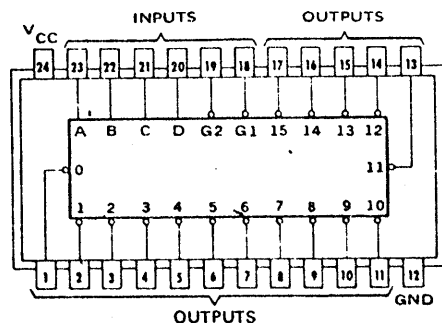 INPUTS OUTPUTS
VCC
24 23 22 21 20 19 18 17 16 15 14 13
A B C D G2 G1 15 14 13 12
0 11
1 2 3 4 5 6 7 8 9 10
1 2 3 4 5 6 7 8 9 10 11 12
OUTPUTS GND